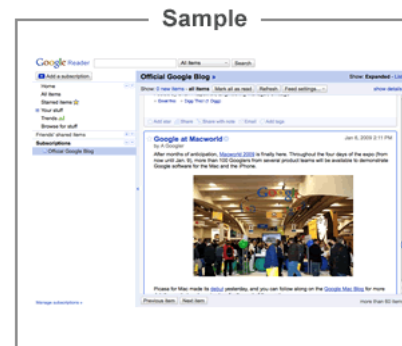 Sample
Google Reader
All items
Search
Add a subscription
Home
All items
Starred items
Your stuff
Trends
Browse for stuff
Friends' shared items
Subscriptions
Official Google Blog
Manage subscriptions »
Official Google Blog »
Show: Expanded - List
Show: 0 new items - all items Mark all as read Refresh Feed settings...
show details
Add star Share Share with note Email Add tags
Google at Macworld
Jan 6, 2009 2:11 PM
by A Googler
After months of anticipation, Macworld 2009 is finally here. Throughout the four days of the expo (from
now until Jan. 9), more than 100 Googlers from several product teams will be available to demonstrate
Google software for the Mac and the iPhone.
Google
Picasa for Mac made its debut yesterday, and you can follow along on the Google Mac Blog for more
Previous item Next item
more than 80 items